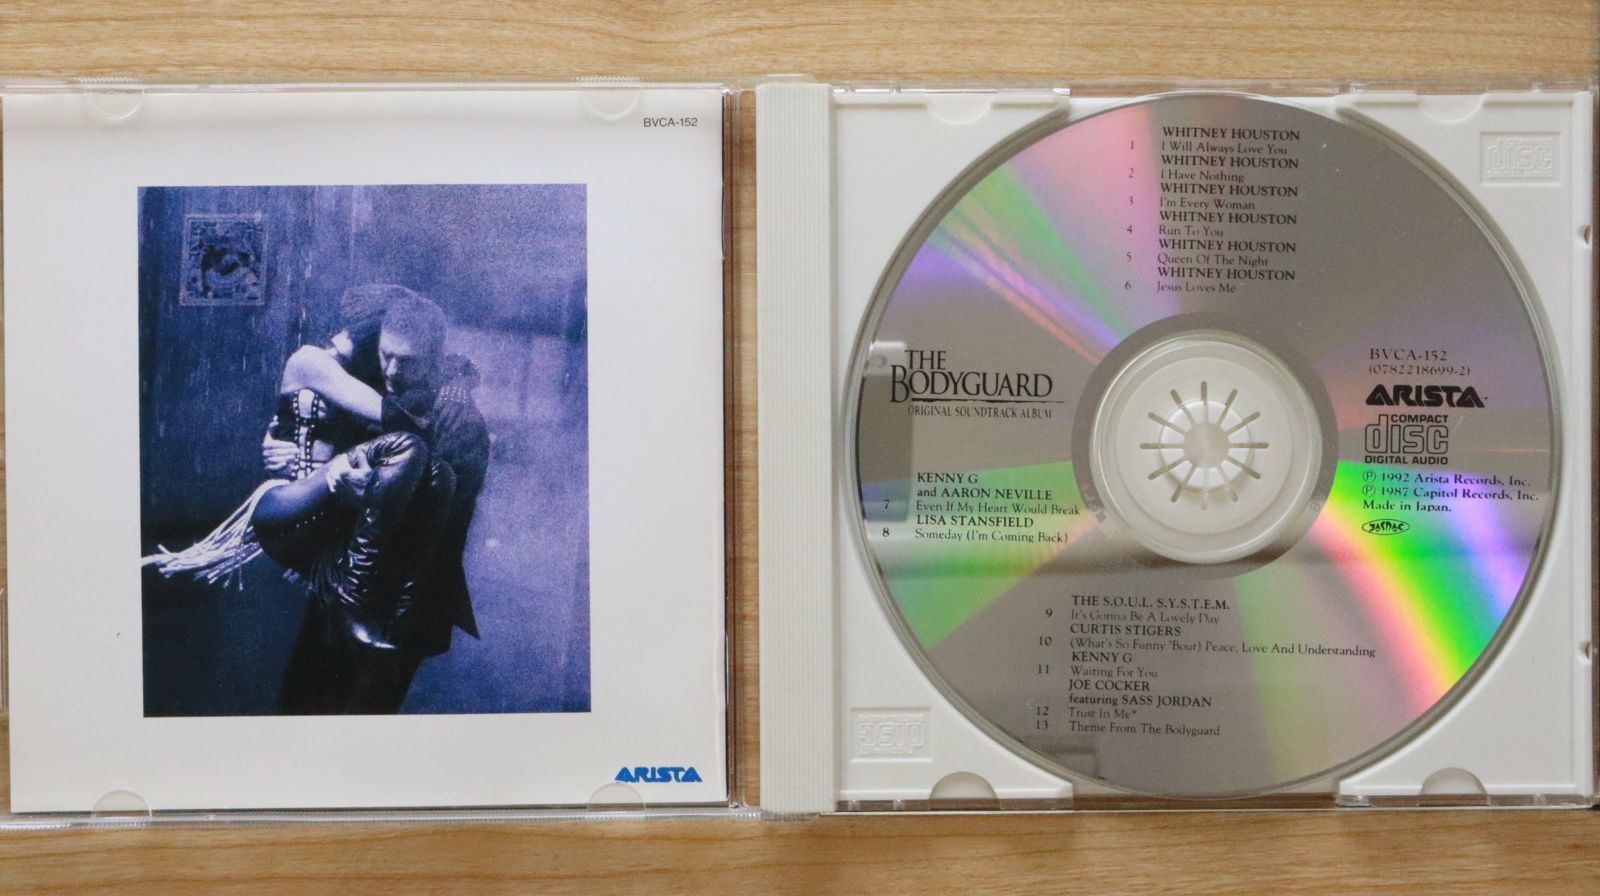 BVCA-152
ARISTA
WHITNEY HOUSTON
1 I Will Always Love You
WHITNEY HOUSTON
2 I Have Nothing
WHITNEY HOUSTON
3 I'm Every Woman
WHITNEY HOUSTON
4 Run To You
WHITNEY HOUSTON
5 Queen Of The Night
WHITNEY HOUSTON
6 Jesus Loves Me
THE
BODYGUARD
ORIGINAL SOUNDTRACK ALBUM
BVCA-152
(0782218699-2)
ARISTA
COMPACT
disc
DIGITAL AUDIO
Ⓟ 1992 Arista Records, Inc.
Ⓟ 1987 Capitol Records, Inc.
Made in Japan.
JASRAC
KENNY G
and AARON NEVILLE
7 Even If My Heart Would Break
LISA STANSFIELD
8 Someday (I'm Coming Back)
THE S.O.U.L. S.Y.S.T.E.M.
9 It's Gonna Be A Lovely Day
CURTIS STIGERS
10 (What's So Funny 'Bout) Peace, Love And Understanding
KENNY G
11 Waiting For You
JOE COCKER
featuring SASS JORDAN
12 Trust In Me*
13 Theme From The Bodyguard
disc
DIGITAL AUDIO